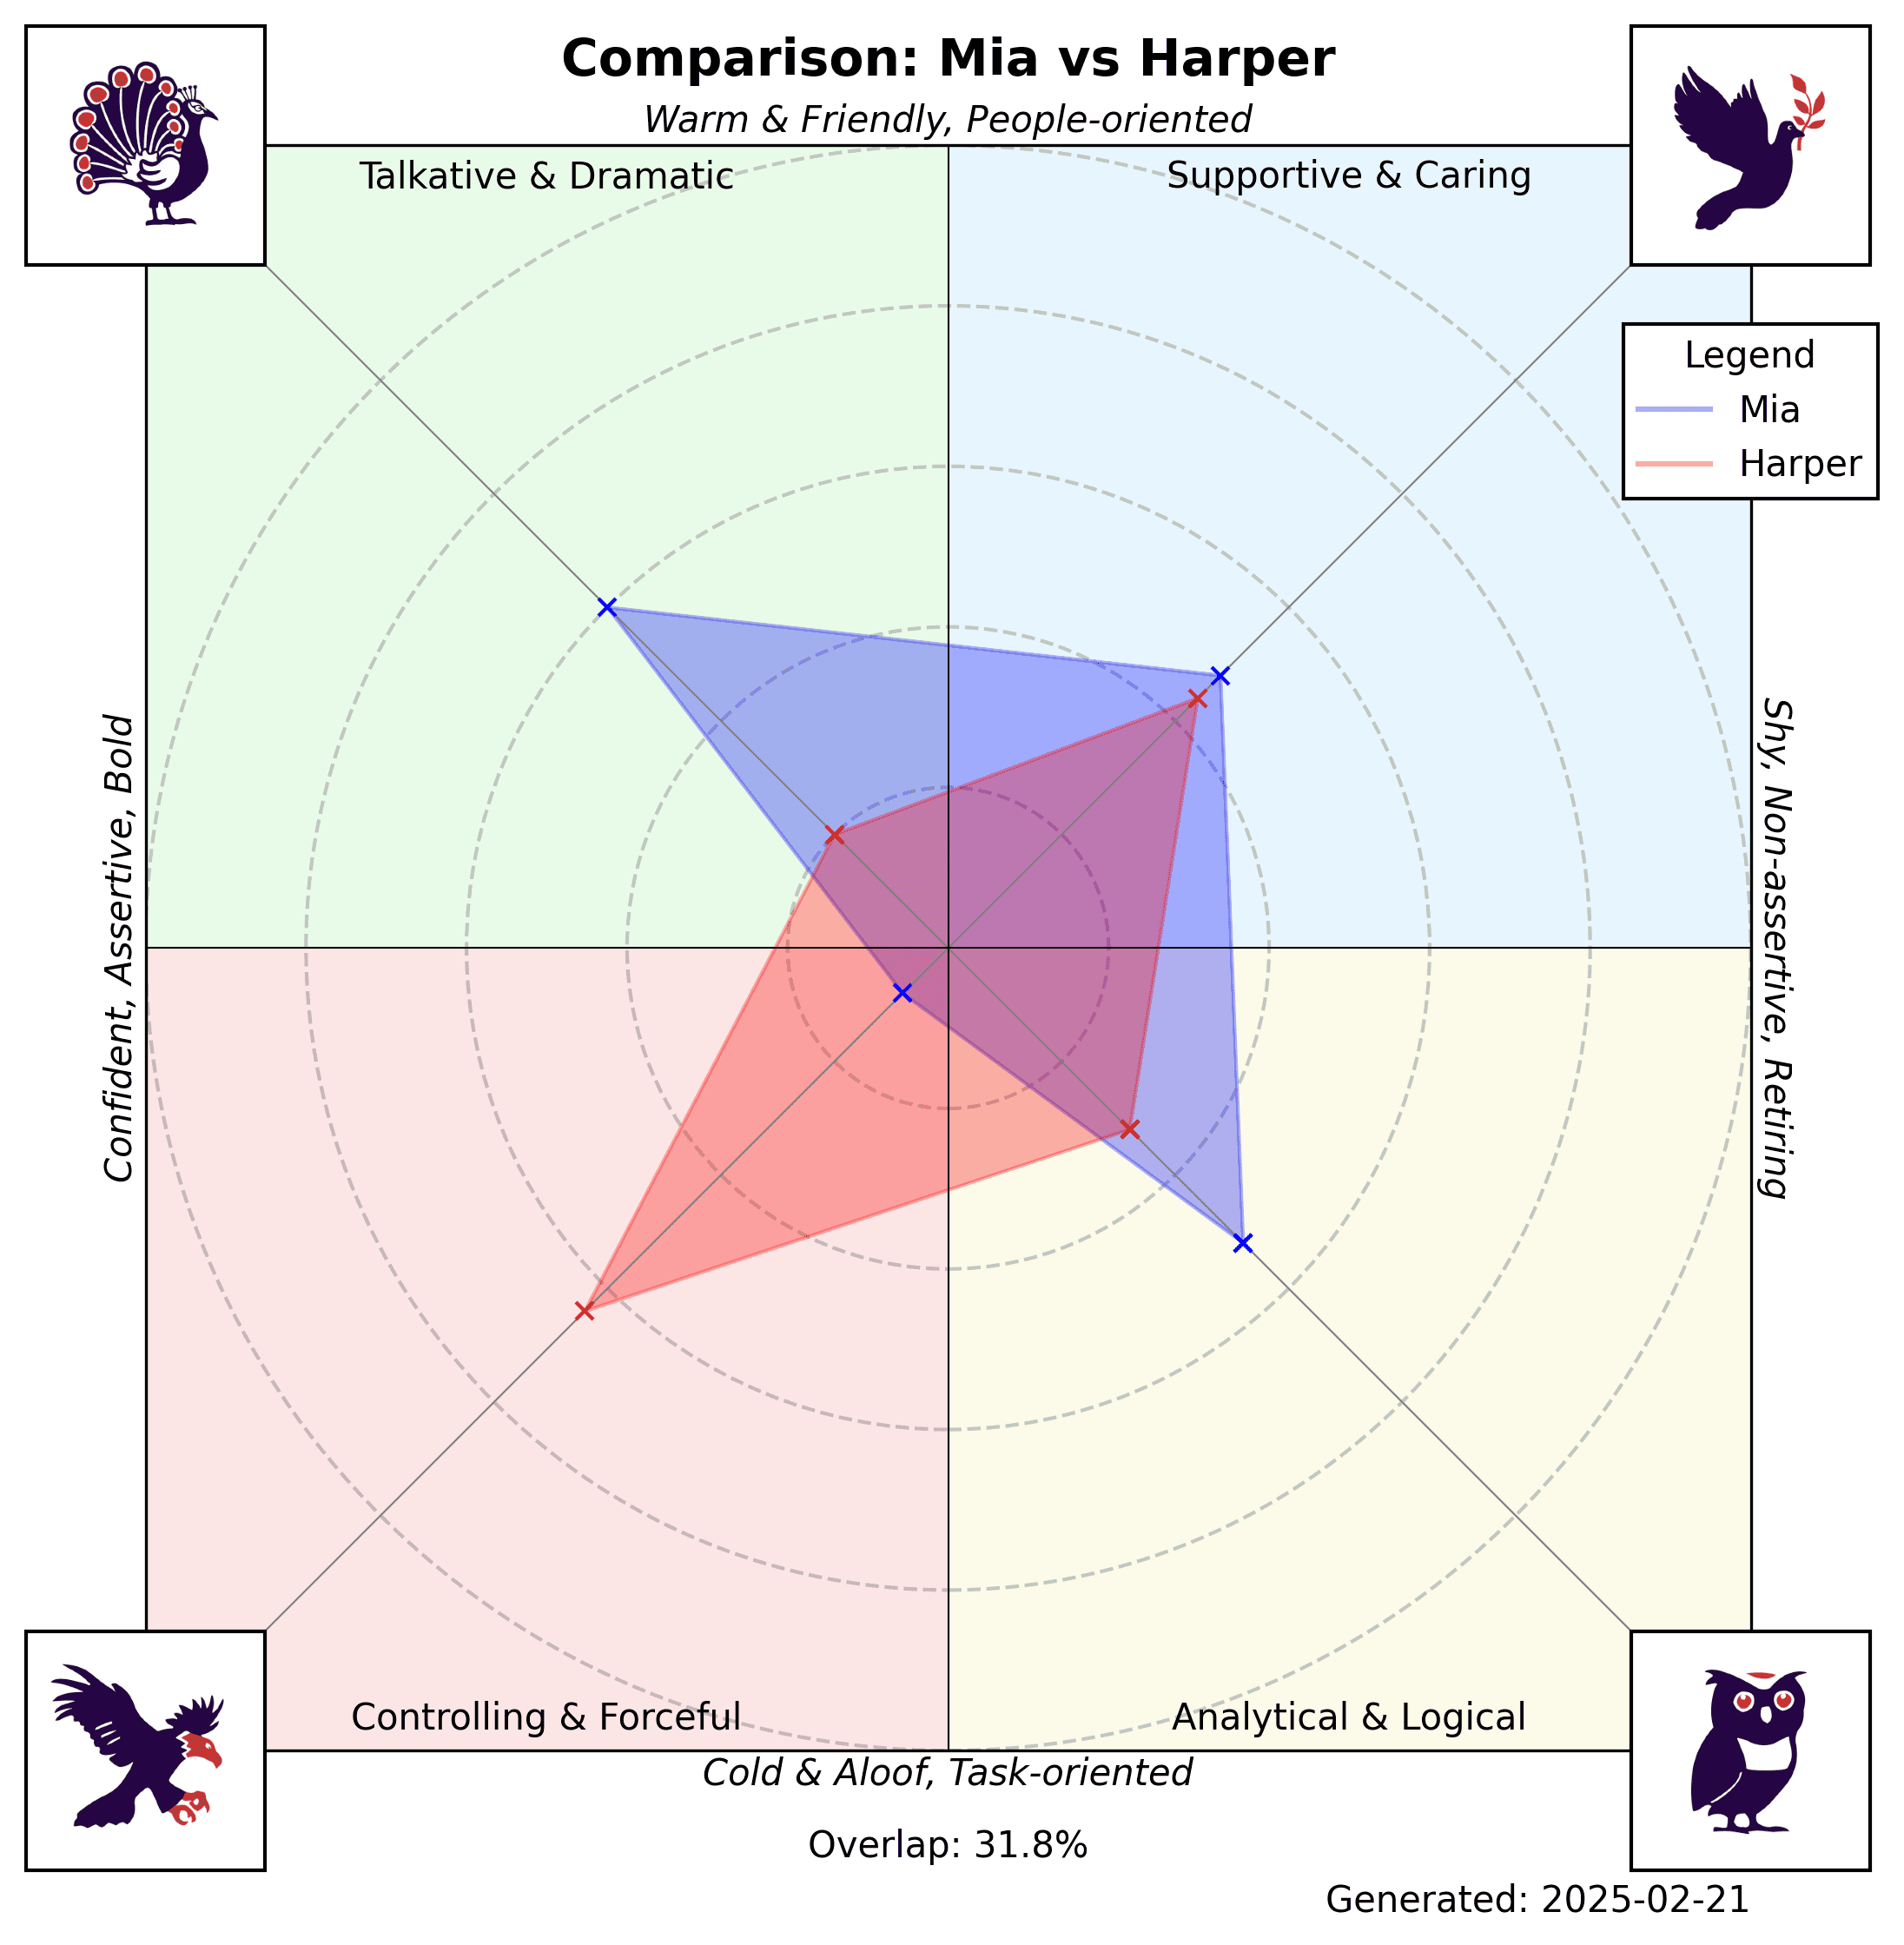 Comparison: Mia vs Harper
Warm & Friendly, People-oriented
Talkative & Dramatic
Supportive & Caring
Legend
Mia
Harper
Confident, Assertive, Bold
Shy, Non-assertive, Retiring
Controlling & Forceful
Analytical & Logical
Cold & Aloof, Task-oriented
Overlap: 31.8%
Generated: 2025-02-21